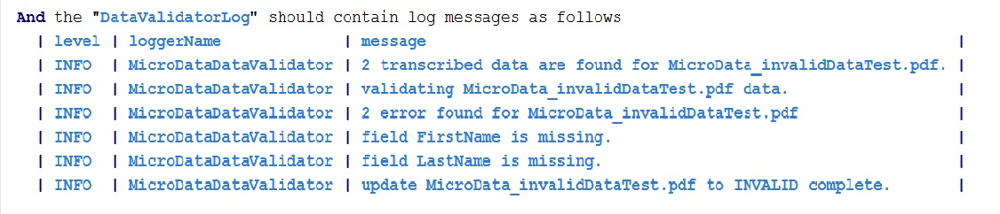 And the "DataValidatorLog" should contain log messages as follows
| level | loggerName | message |
| INFO | MicroDataDataValidator | 2 transcribed data are found for MicroData_invalidDataTest.pdf. |
| INFO | MicroDataDataValidator | validating MicroData_invalidDataTest.pdf data. |
| INFO | MicroDataDataValidator | 2 error found for MicroData_invalidDataTest.pdf |
| INFO | MicroDataDataValidator | field FirstName is missing. |
| INFO | MicroDataDataValidator | field LastName is missing. |
| INFO | MicroDataDataValidator | update MicroData_invalidDataTest.pdf to INVALID complete. |